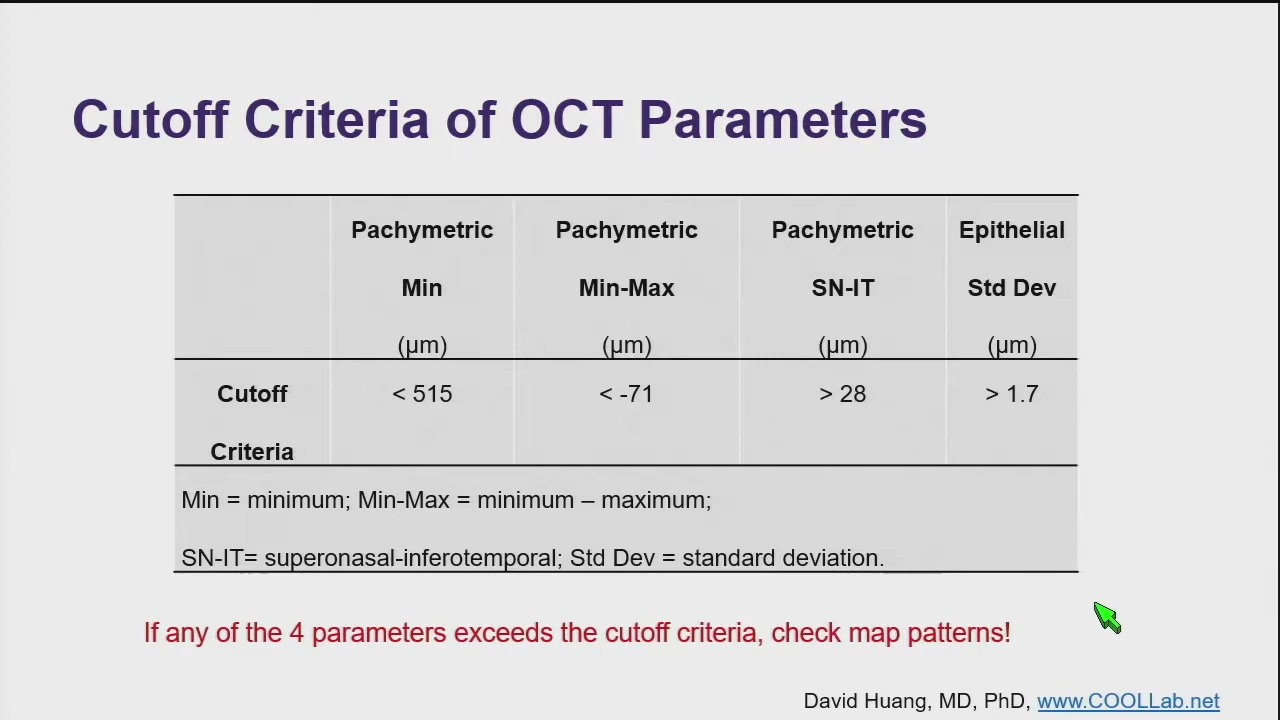 Cutoff Criteria of OCT Parameters
Pachymetric Pachymetric Pachymetric Epithelial
Min Min-Max SN-IT Std Dev
(µm) (µm) (µm) (µm)
Cutoff < 515 < -71 > 28 > 1.7
Criteria
Min = minimum; Min-Max = minimum – maximum;
SN-IT= superonasal-inferotemporal; Std Dev = standard deviation.
If any of the 4 parameters exceeds the cutoff criteria, check map patterns!
David Huang, MD, PhD, www.COOLLab.net